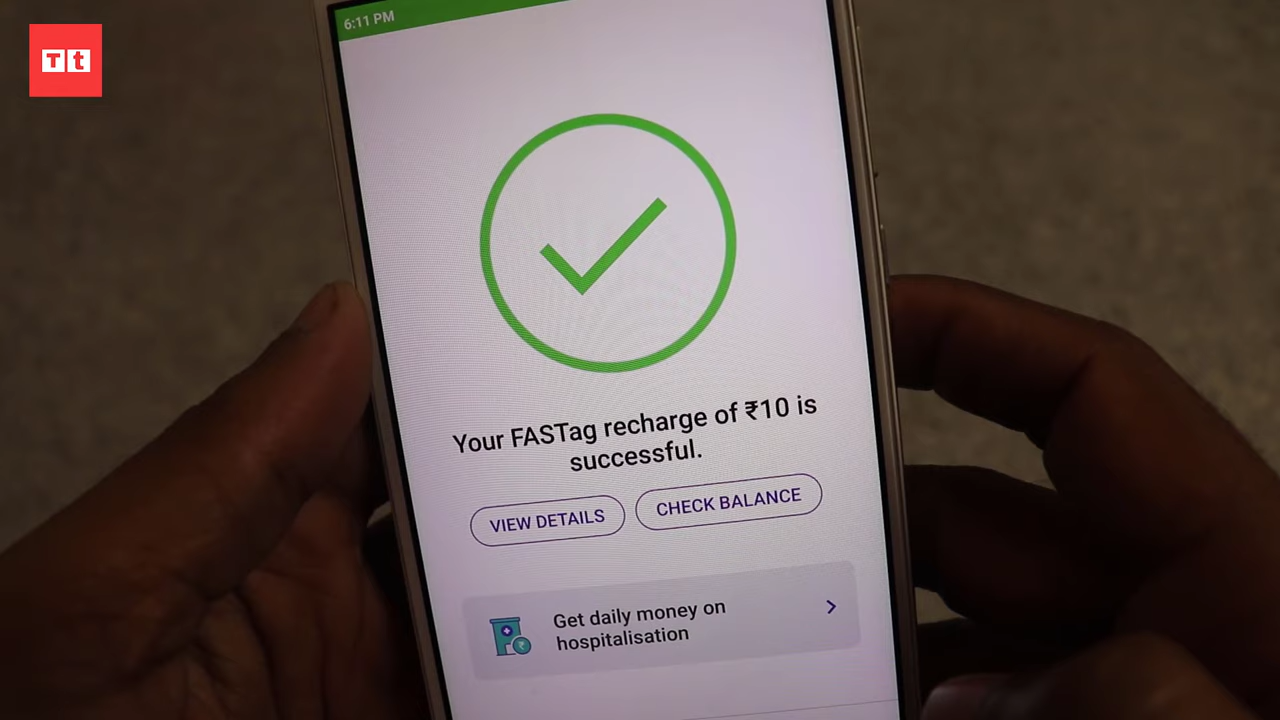 Tt
6:11 PM
Your FASTag recharge of ₹10 is
successful.
VIEW DETAILS
CHECK BALANCE
Get daily money on
hospitalisation